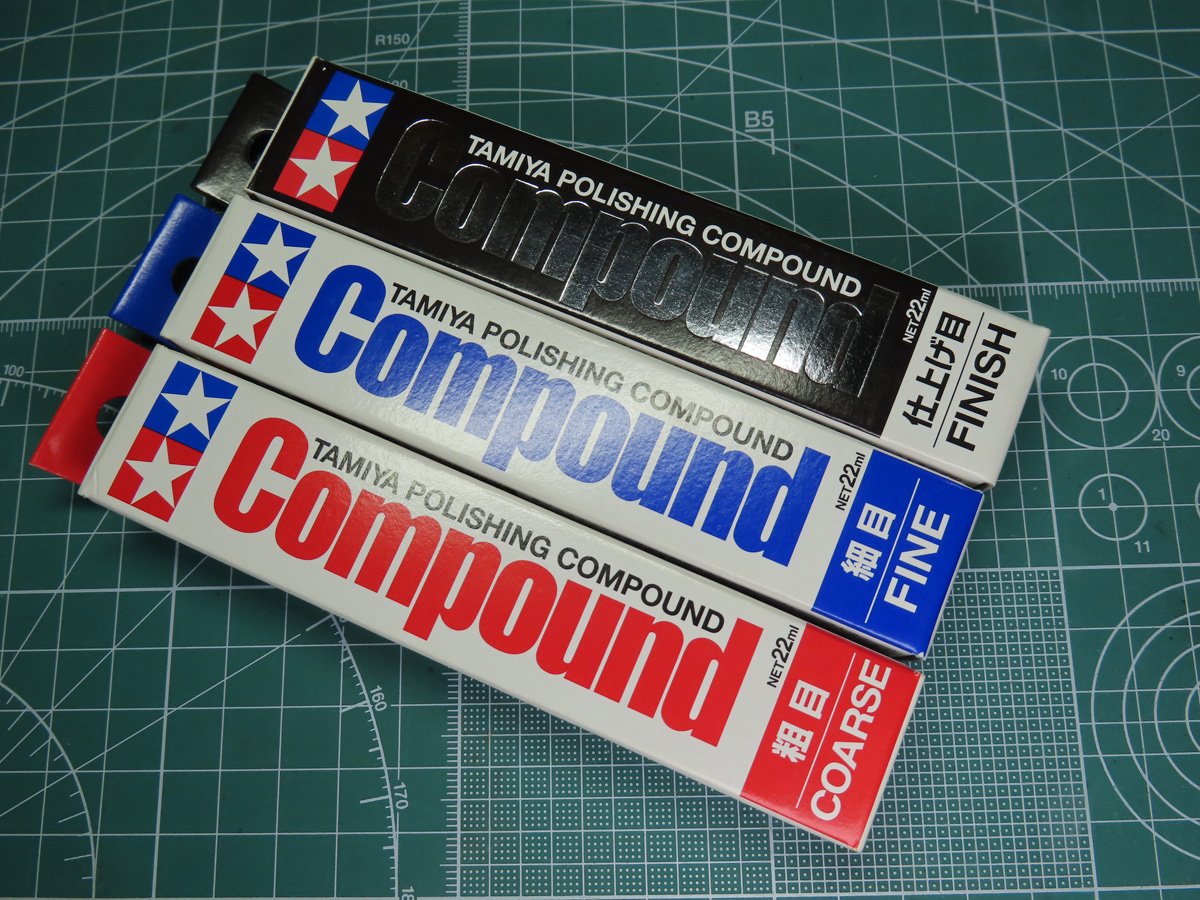 R150
B5
TAMIYA POLISHING COMPOUND
Compound
NET22ml
仕上げ目
FINISH
TAMIYA POLISHING COMPOUND
Compound
NET22ml
細目
FINE
TAMIYA POLISHING COMPOUND
Compound
NET22ml
粗目
COARSE
100
10
9
20
1
11
160
170